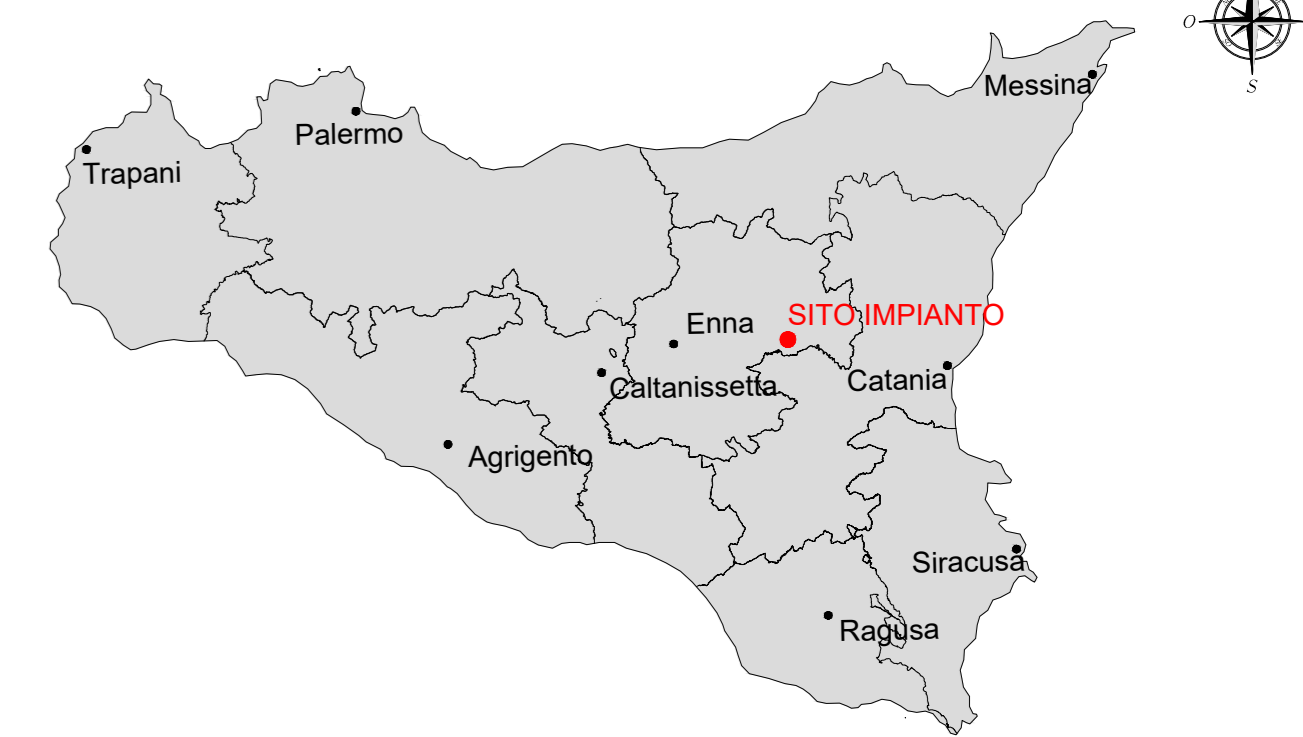 O
S
Messina
Palermo
Trapani
SITO IMPIANTO
Enna
Catania
Caltanissetta
Agrigento
Siracusa
Ragusa